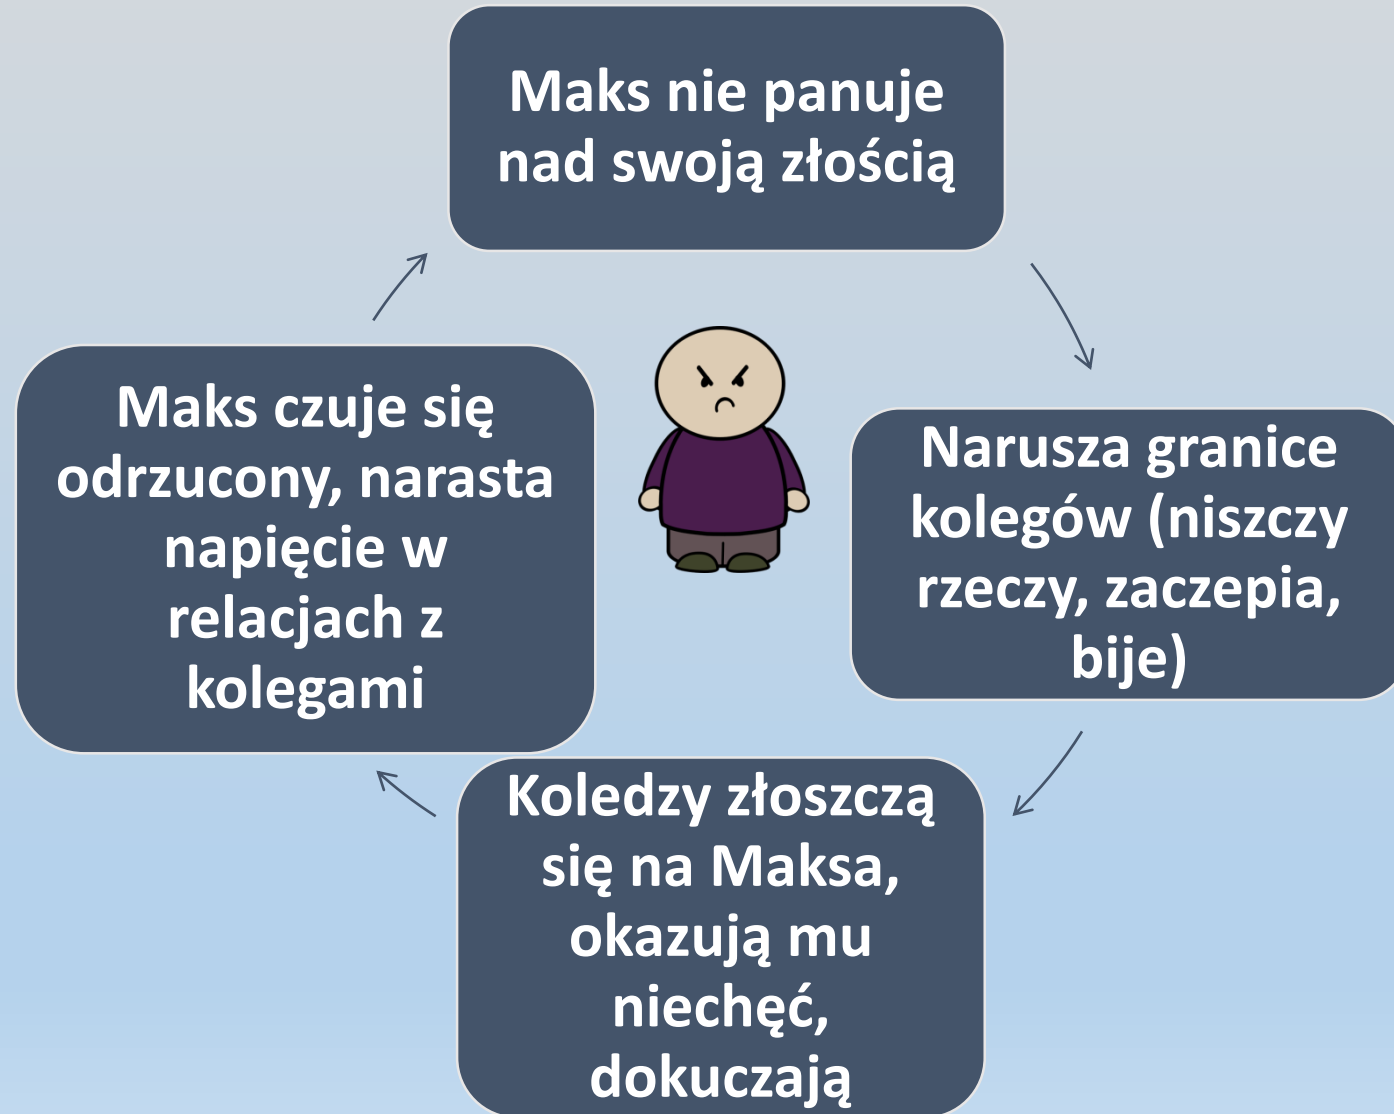 Maks nie panuje
nad swoją złością
Narusza granice
kolegów (niszczy
rzeczy, zaczepia,
bije)
Koledzy złoszczą
się na Maksa,
okazują mu
niechęć,
dokuczają
Maks czuje się
odrzucony, narasta
napięcie w
relacjach z
kolegami